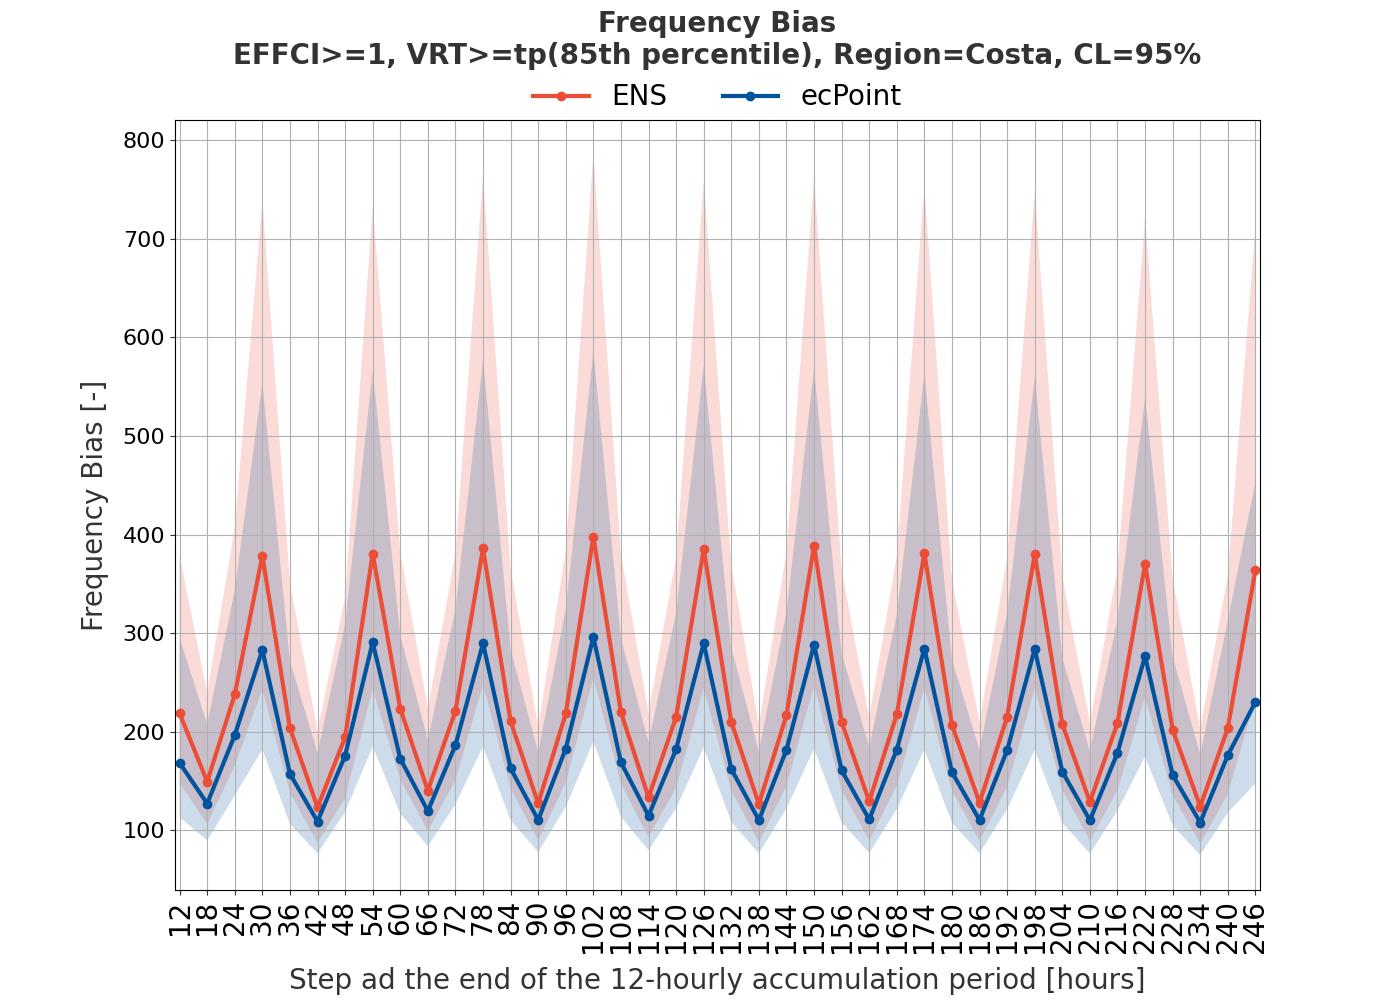 Frequency Bias
EFFCI>=1, VRT>=tp(85th percentile), Region=Costa, CL=95%
ENS ecPoint
800
700
600
500
400
300
200
100
Frequency Bias [-]
12 18 24 30 36 42 48 54 60 66 72 78 84 90 96 102 108 114 120 126 132 138 144 150 156 162 168 174 180 186 192 198 204 210 216 222 228 234 240 246
Step ad the end of the 12-hourly accumulation period [hours]